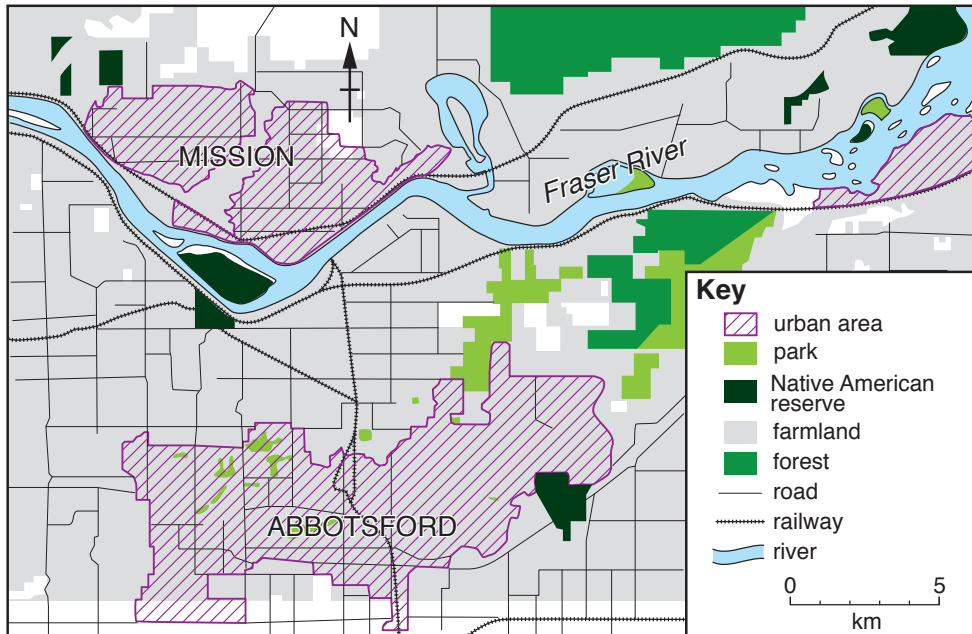 N
MISSION
Fraser River
ABBOTSFORD
Key
urban area
park
Native American
reserve
farmland
forest
road
railway
river
0 5
km